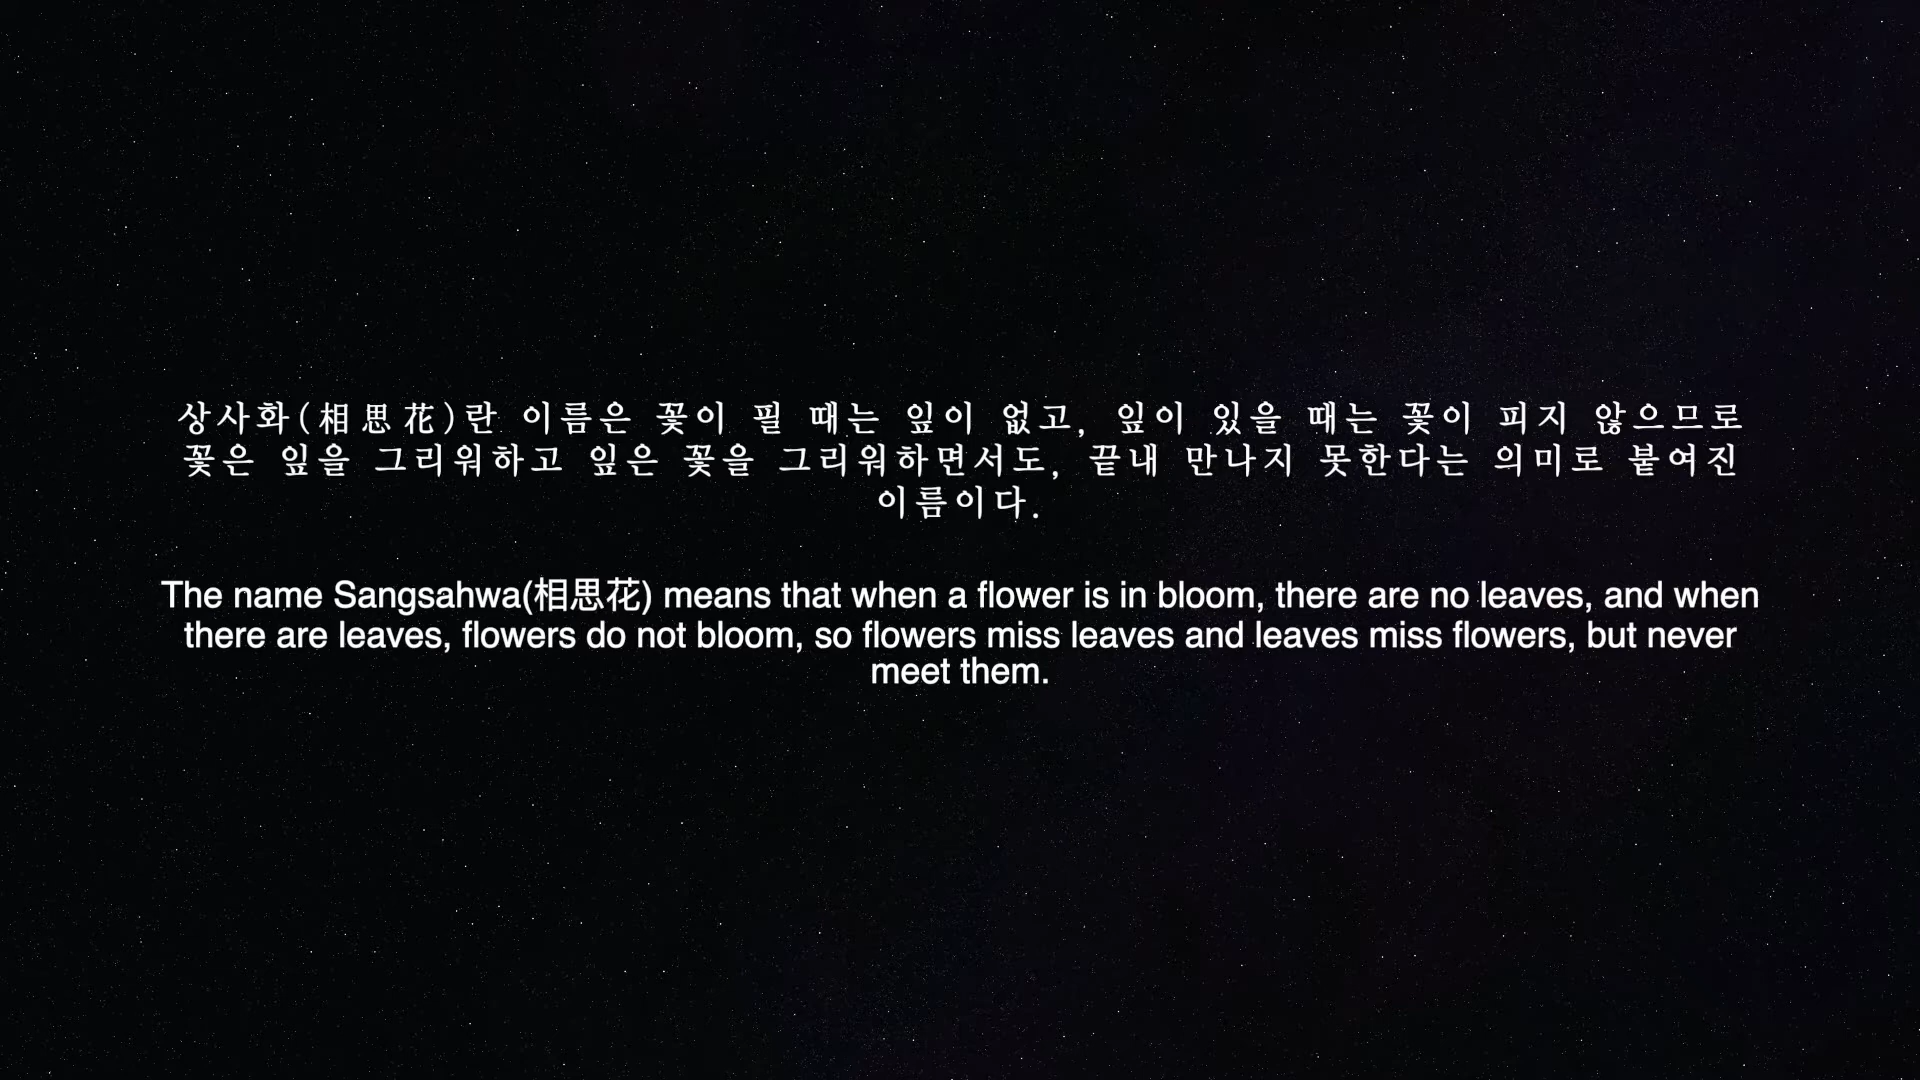 상사화(相思花)란 이름은 꽃이 필 때는 잎이 없고, 잎이 있을 때는 꽃이 피지 않으므로
꽃은 잎을 그리워하고 잎은 꽃을 그리워하면서도, 끝내 만나지 못한다는 의미로 붙여진
이름이다.
The name Sangsahwa(相思花) means that when a flower is in bloom, there are no leaves, and when
there are leaves, flowers do not bloom, so flowers miss leaves and leaves miss flowers, but never
meet them.